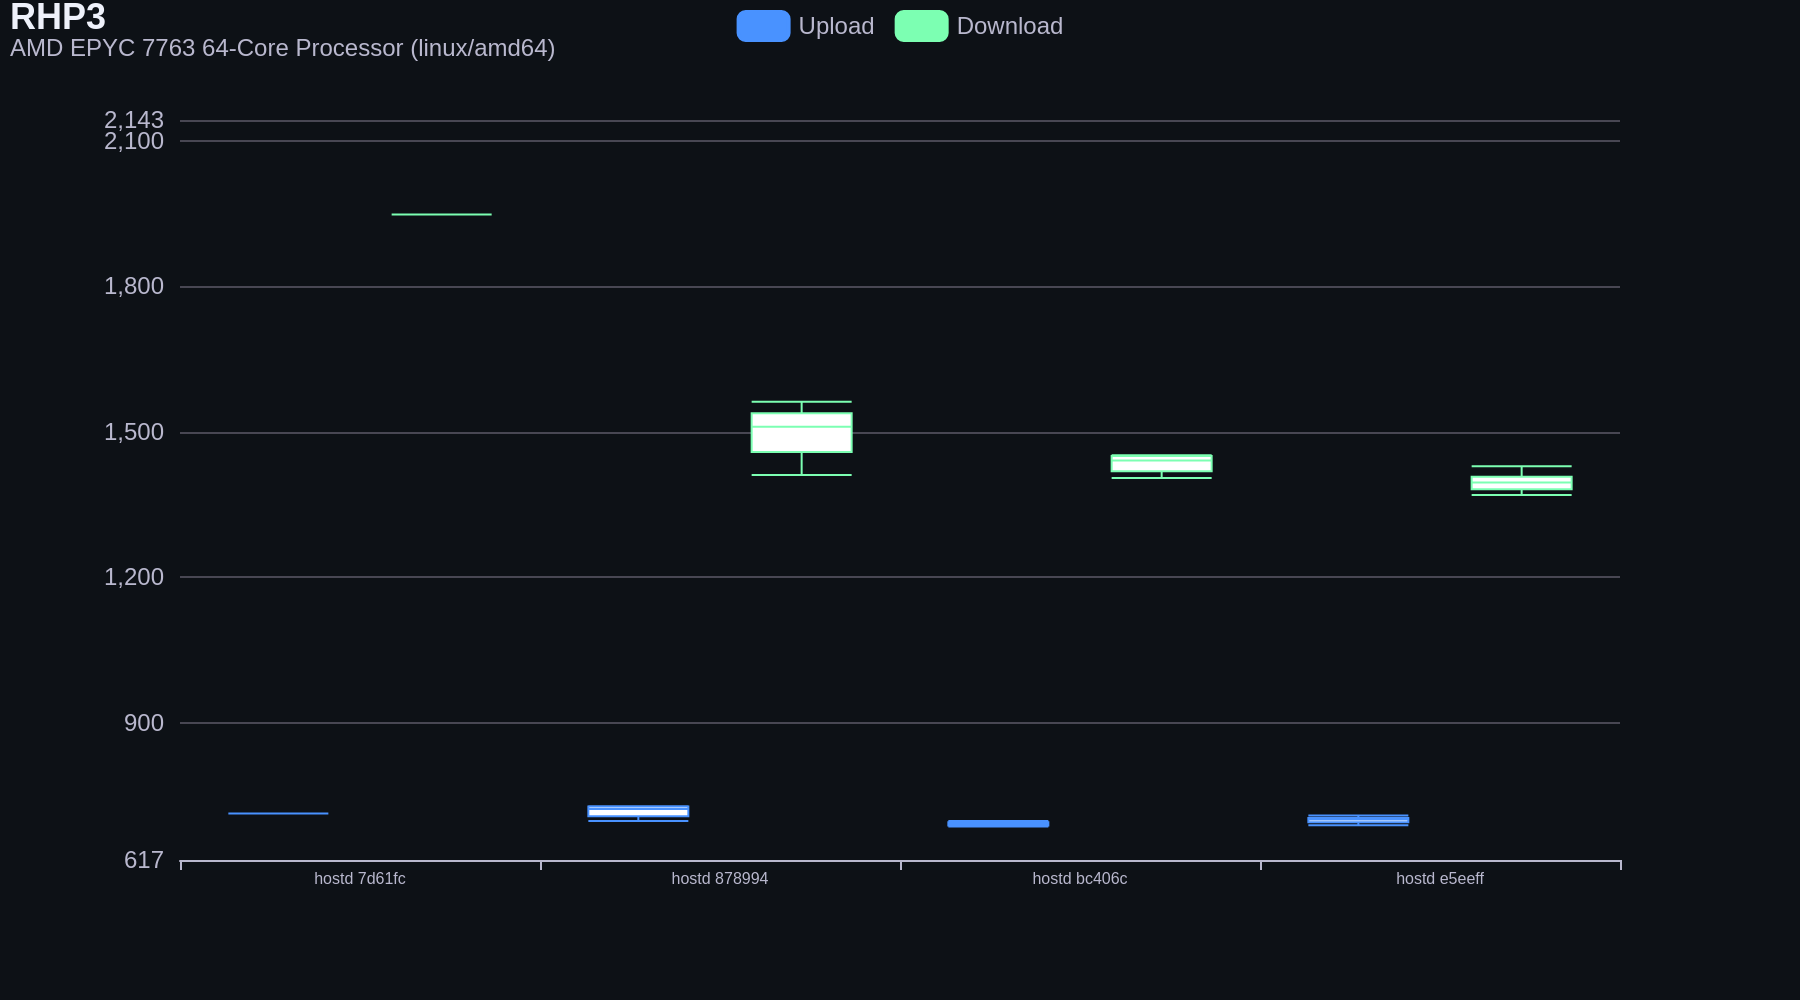 RHP3
AMD EPYC 7763 64-Core Processor (linux/amd64)
Upload
Download
2,143
2,100
1,800
1,500
1,200
900
617
hostd 7d61fc
hostd 878994
hostd bc406c
hostd e5eeff